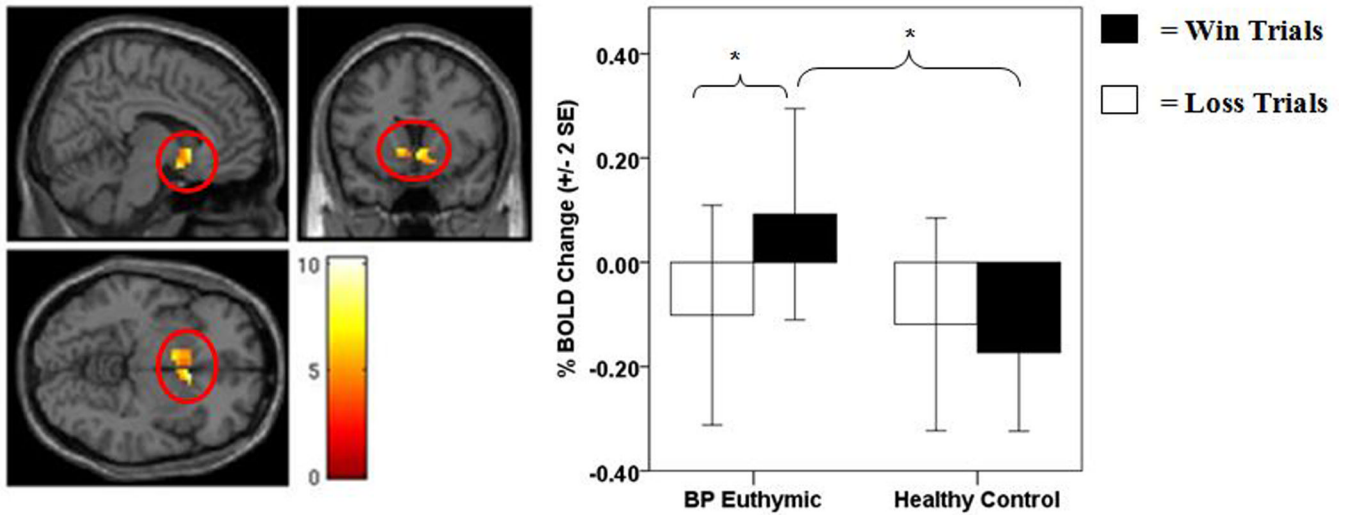 10
5
0
% BOLD Change (+/- 2 SE)
0.40
0.20
0.00
-0.20
-0.40
*
*
BP Euthymic
Healthy Control
= Win Trials
= Loss Trials